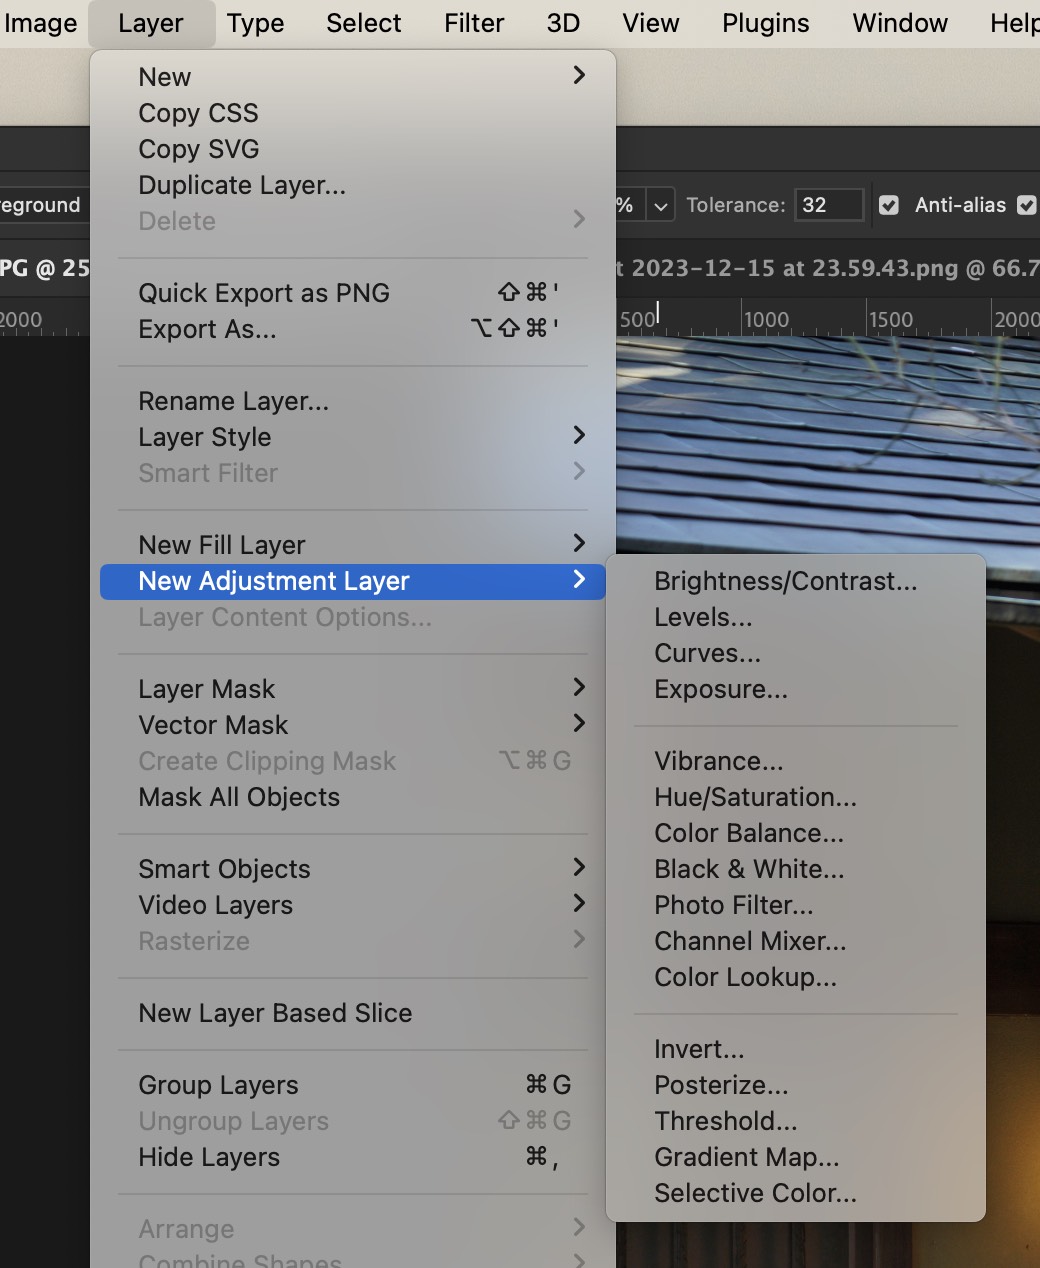 Image Layer Type Select Filter 3D View Plugins Window Help
New
Copy CSS
Copy SVG
Duplicate Layer...
Delete
Quick Export as PNG ⇧⌘'
Export As... ⌥⇧⌘'
Rename Layer...
Layer Style
Smart Filter
New Fill Layer
New Adjustment Layer
Layer Content Options...
Layer Mask
Vector Mask
Create Clipping Mask ⌥⌘G
Mask All Objects
Smart Objects
Video Layers
Rasterize
New Layer Based Slice
Group Layers ⌘G
Ungroup Layers ⇧⌘G
Hide Layers ⌘,
Arrange
Combine Shapes
Brightness/Contrast...
Levels...
Curves...
Exposure...
Vibrance...
Hue/Saturation...
Color Balance...
Black & White...
Photo Filter...
Channel Mixer...
Color Lookup...
Invert...
Posterize...
Threshold...
Gradient Map...
Selective Color...
eground % Tolerance: 32 Anti-alias
PG @ 25 t 2023-12-15 at 23.59.43.png @ 66.7
2000 500 1000 1500 2000